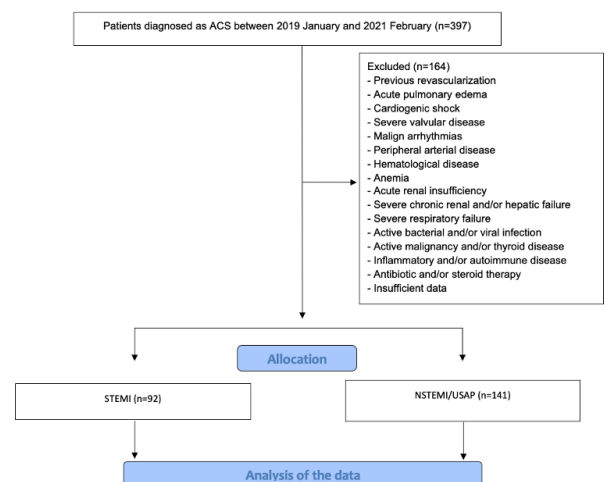 Patients diagnosed as ACS between 2019 January and 2021 February (n=397)
Excluded (n=164)
- Previous revascularization
- Acute pulmonary edema
- Cardiogenic shock
- Severe valvular disease
- Malign arrhythmias
- Peripheral arterial disease
- Hematological disease
- Anemia
- Acute renal insufficiency
- Severe chronic renal and/or hepatic failure
- Severe respiratory failure
- Active bacterial and/or viral infection
- Active malignancy and/or thyroid disease
- Inflammatory and/or autoimmune disease
- Antibiotic and/or steroid therapy
- Insufficient data
Allocation
STEMI (n=92)
NSTEMI/USAP (n=141)
Analysis of the data